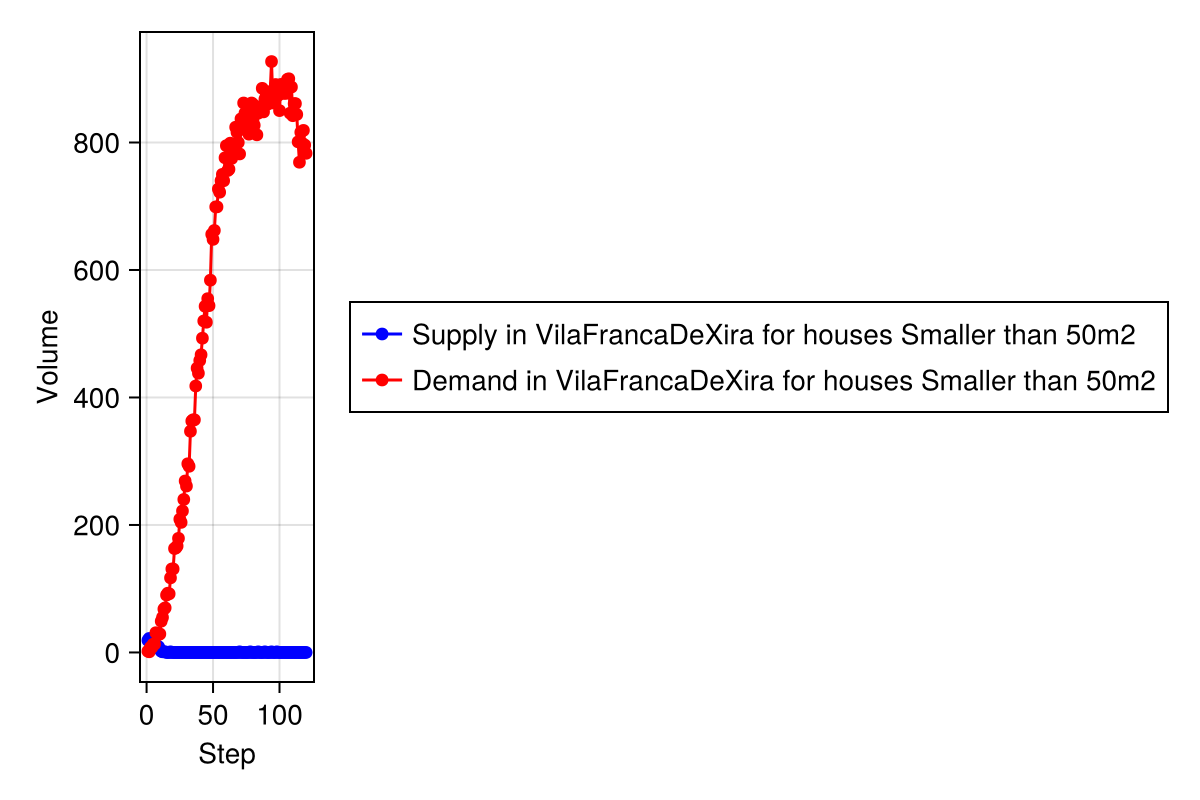 Volume
800
600
400
200
0
0 50 100
Step
Supply in VilaFrancaDeXira for houses Smaller than 50m2
Demand in VilaFrancaDeXira for houses Smaller than 50m2